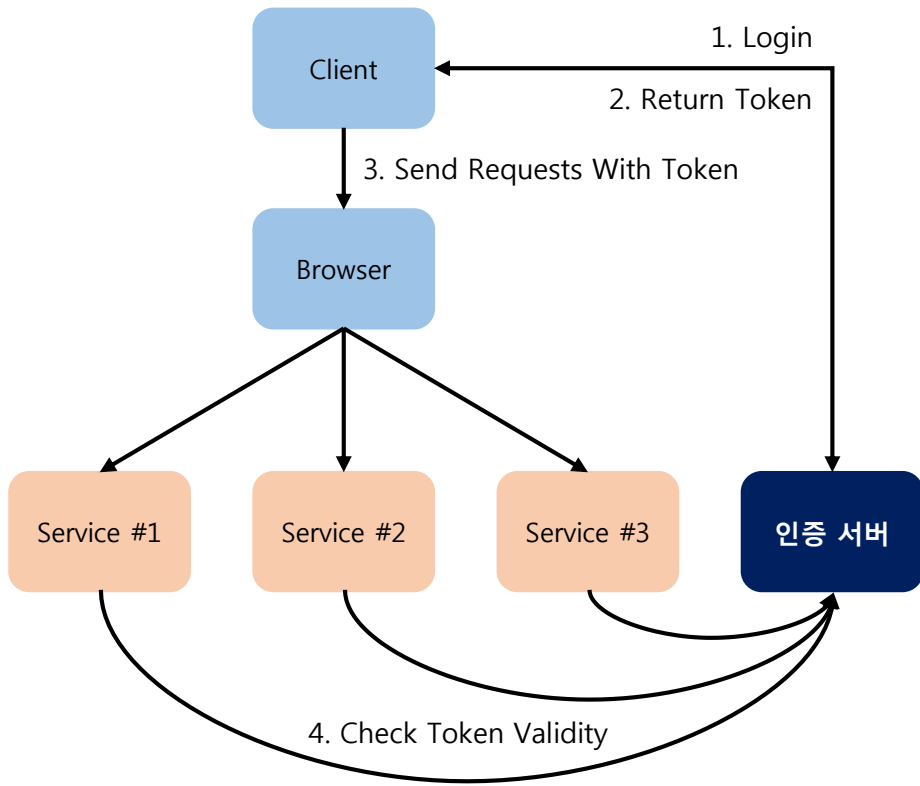 1. Login
Client
2. Return Token
3. Send Requests With Token
Browser
Service #1
Service #2
Service #3
인증 서버
4. Check Token Validity